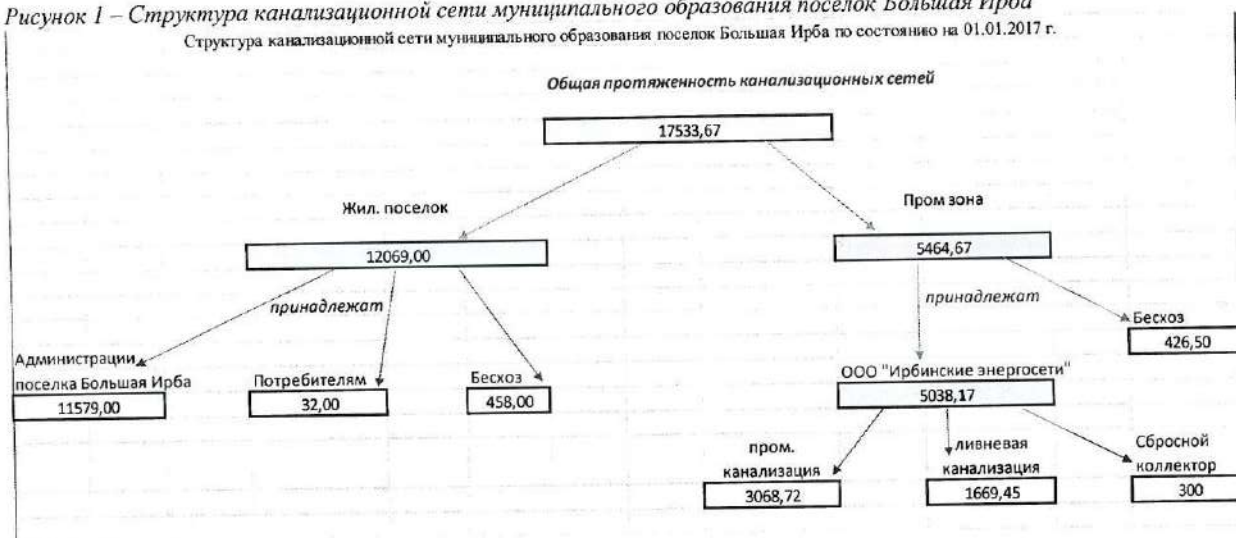 Рисунок 1 – Структура канализационной сети муниципального образования поселок Большая Ирба
Структура канализационной сети муниципального образования поселок Большая Ирба по состоянию на 01.01.2017 г.
Общая протяженность канализационных сетей
17533,67
Жил. поселок
12069,00
Пром зона
5464,67
принадлежат
принадлежат
Администрации
поселка Большая Ирба
11579,00
Потребителям
32,00
Бесхоз
458,00
Бесхоз
426,50
ООО "Ирбинские энергосети"
5038,17
пром.
канализация
3068,72
ливневая
канализация
1669,45
Сбросной
коллектор
300